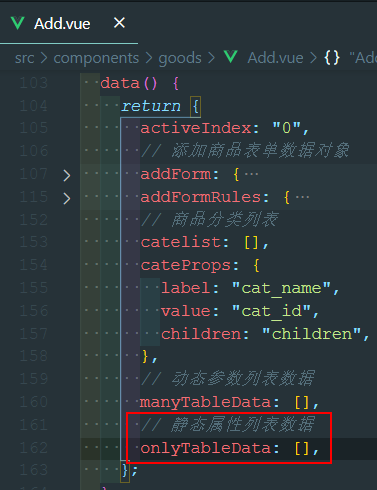 Add.vue ×
src > components > goods > Add.vue > {} "Ad
103 data() {
104 return {
105 activeIndex: "0",
106 // 添加商品表单数据对象
107 addForm: { ···
115 addFormRules: { ···
152 // 商品分类列表
153 catelist: [],
154 cateProps: {
155 label: "cat_name",
156 value: "cat_id",
157 children: "children",
158 },
159 // 动态参数列表数据
160 manyTableData: [],
161 // 静态属性列表数据
162 onlyTableData: [],
163 };